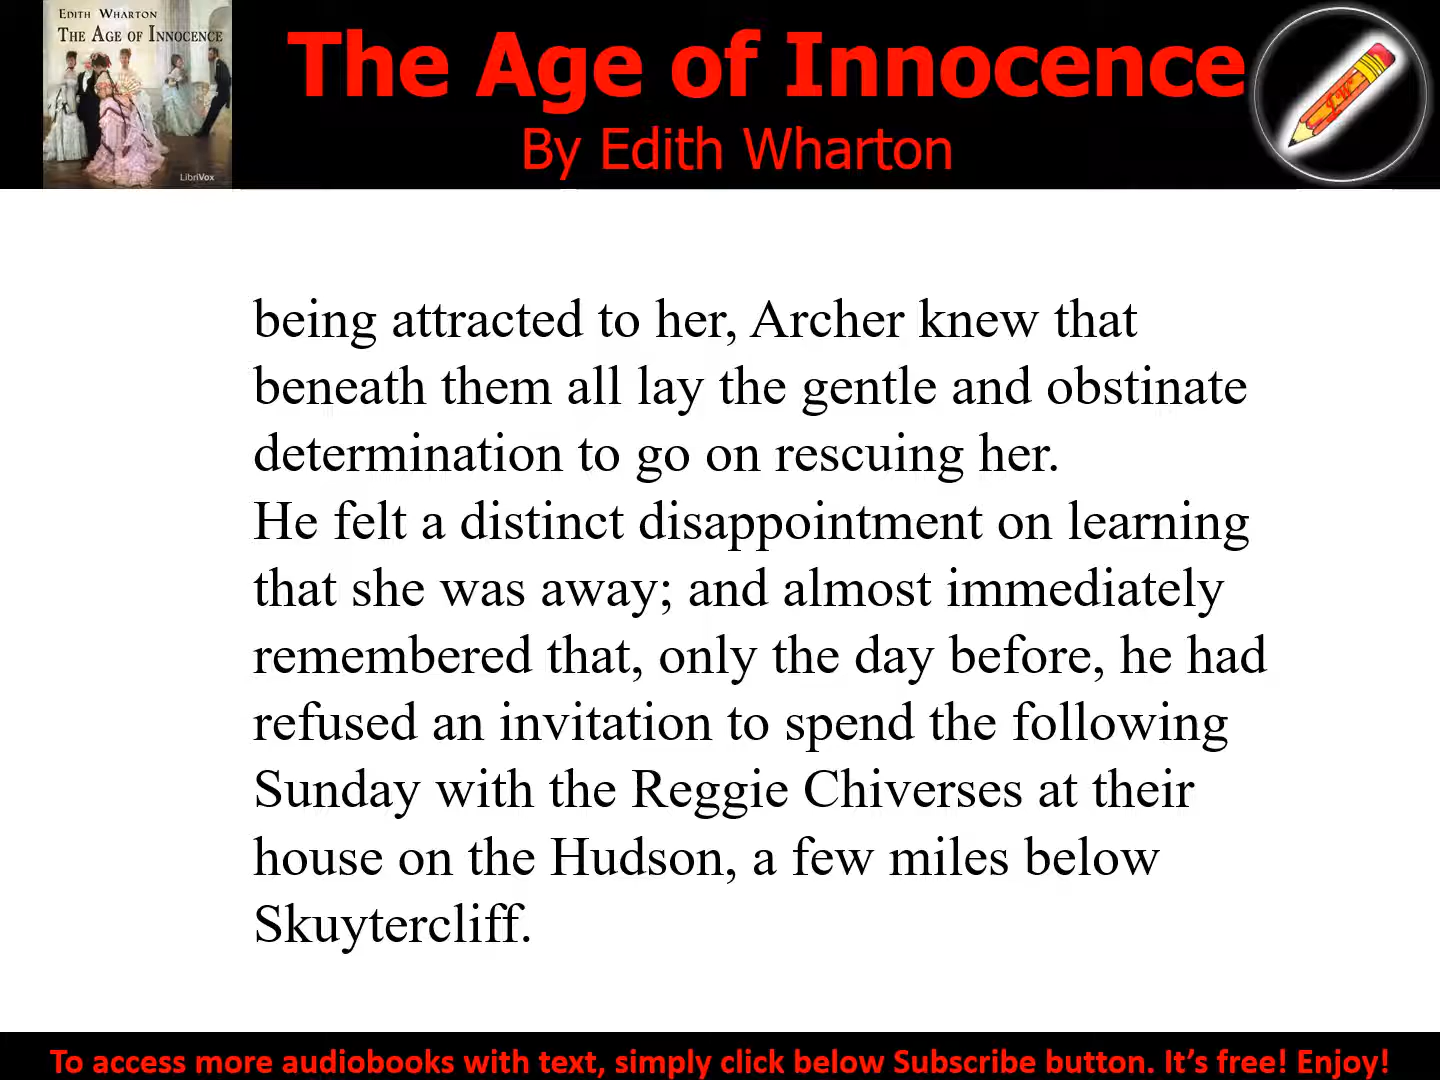 EDITH WHARTON
THE AGE OF INNOCENCE
LibriVox
The Age of Innocence
By Edith Wharton
being attracted to her, Archer knew that
beneath them all lay the gentle and obstinate
determination to go on rescuing her.
He felt a distinct disappointment on learning
that she was away; and almost immediately
remembered that, only the day before, he had
refused an invitation to spend the following
Sunday with the Reggie Chiverses at their
house on the Hudson, a few miles below
Skuytercliff.
To access more audiobooks with text, simply click below Subscribe button. It's free! Enjoy!